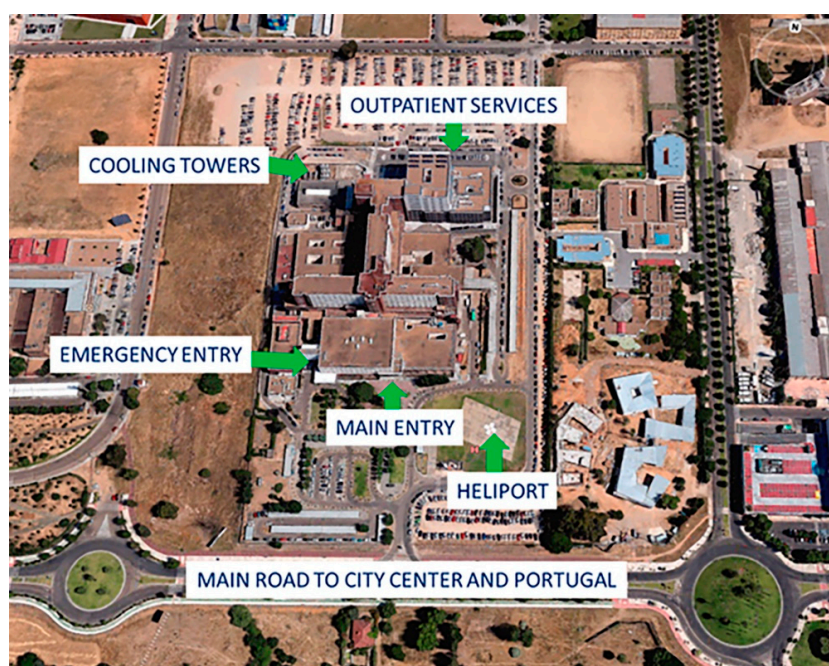 N
OUTPATIENT SERVICES
COOLING TOWERS
EMERGENCY ENTRY
MAIN ENTRY
H
HELIPORT
MAIN ROAD TO CITY CENTER AND PORTUGAL